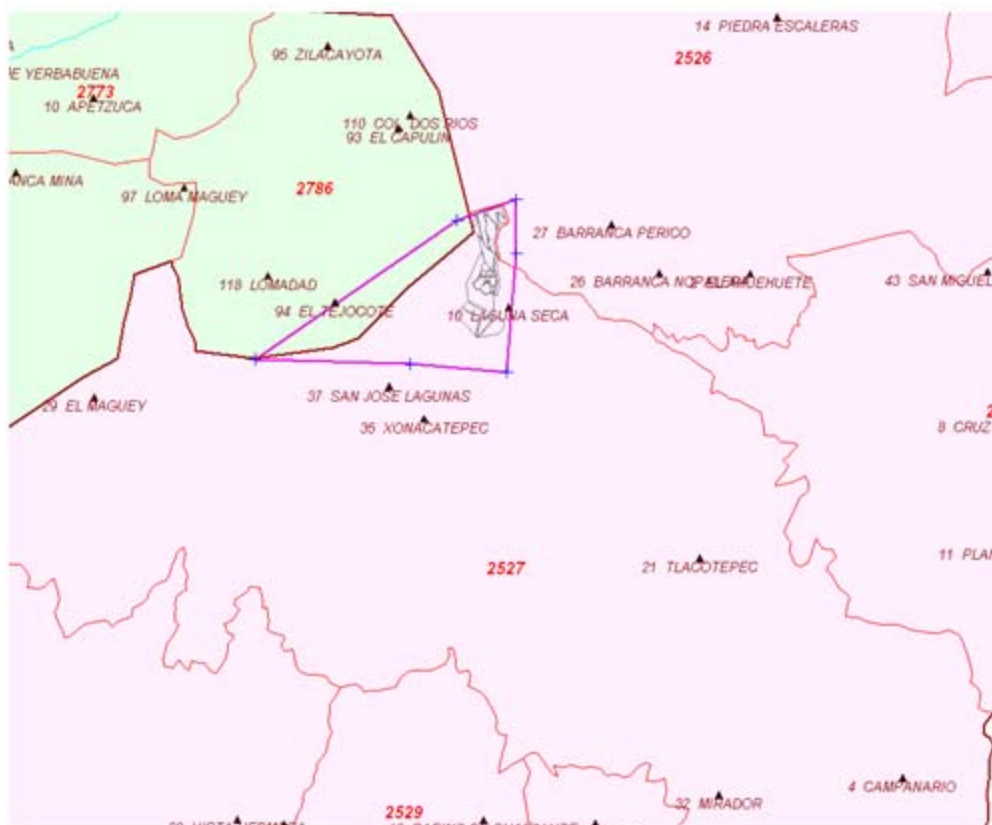 14 PIEDRA ESCALERAS
95 ZILACAYOTA
2526
YERBABUENA
2773
10 APETZUCA
110 COL. DOS RIOS
93 EL CAPULIN
ANCA MINA
97 LOMA MAGUEY
2786
27 BARRANCA PERICO
118 LOMADAD
26 BARRANCA
43 SAN MIGUEL
94 EL TEJOCOTE
10 LAGUNA SECA
37 SAN JOSE LAGUNAS
29 EL MAGUEY
35 XONACATEPEC
8 CRUZ
11 PLAN
2527
21 TLACOTEPEC
4 CAMPANARIO
32 MIRADOR
2529